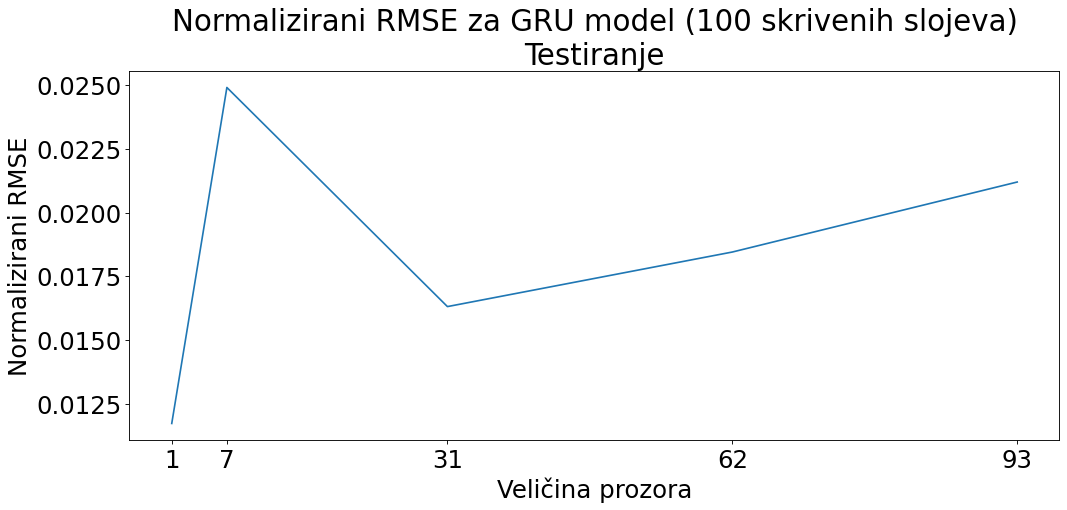 Normalizirani RMSE za GRU model (100 skrivenih slojeva)
Testiranje
Normalizirani RMSE
0.0250
0.0225
0.0200
0.0175
0.0150
0.0125
1 7 31 62 93
Veličina prozora